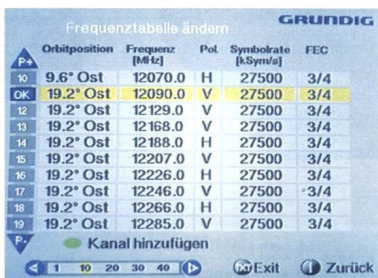 GRUNDIG
Frequenztabelle ändern
Orbitposition Frequenz [MHz] Pol. Symbolrate [kSym/s] FEC
P+
10 9.6° Ost 12070.0 H 27500 3/4
OK 19.2° Ost 12090.0 V 27500 3/4
12 19.2° Ost 12129.0 V 27500 3/4
13 19.2° Ost 12168.0 V 27500 3/4
14 19.2° Ost 12188.0 H 27500 3/4
15 19.2° Ost 12207.0 V 27500 3/4
16 19.2° Ost 12226.0 H 27500 3/4
17 19.2° Ost 12246.0 V 27500 3/4
18 19.2° Ost 12266.0 H 27500 3/4
19 19.2° Ost 12285.0 V 27500 3/4
P-
Kanal hinzufügen
1 10 20 30 40 TXT Exit i Zurück